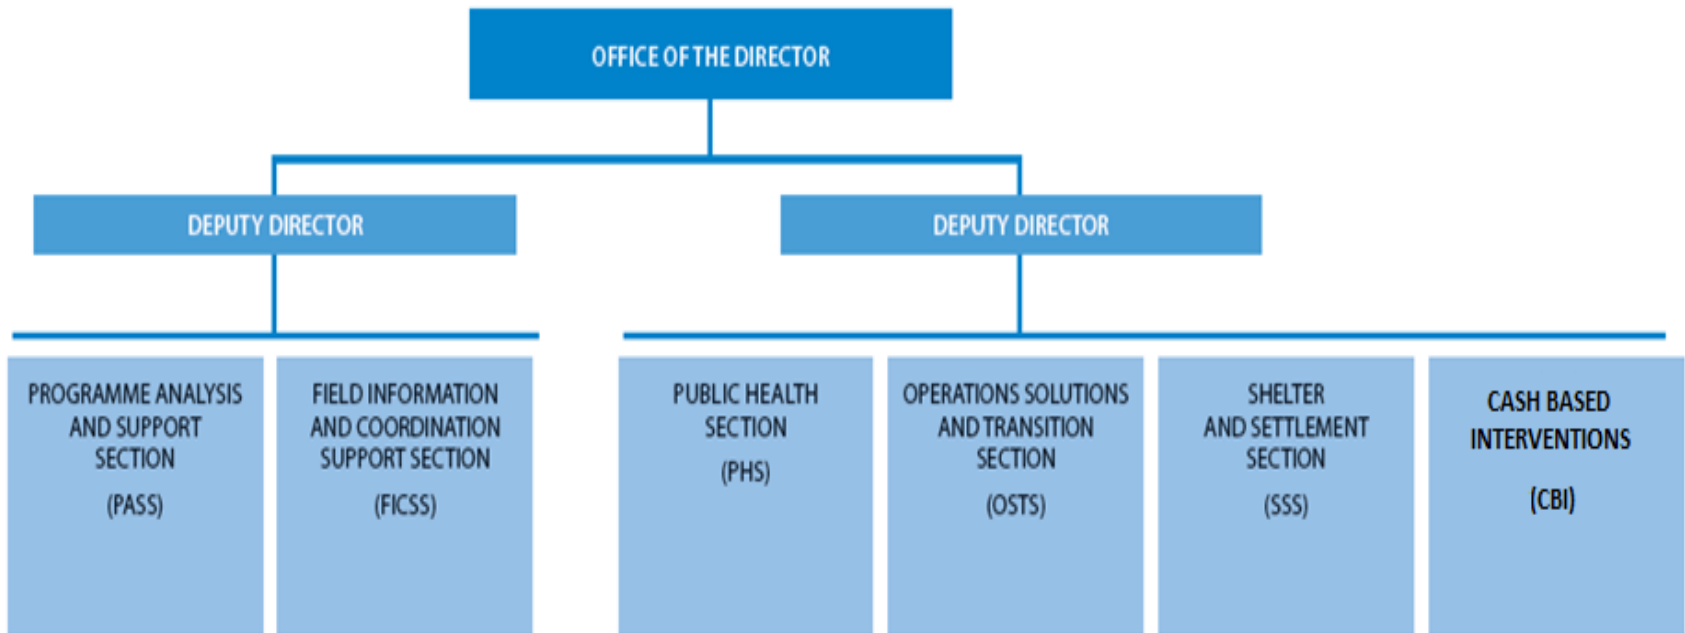 OFFICE OF THE DIRECTOR
DEPUTY DIRECTOR
DEPUTY DIRECTOR
PROGRAMME ANALYSIS
AND SUPPORT
SECTION
(PASS)
FIELD INFORMATION
AND COORDINATION
SUPPORT SECTION
(FICSS)
PUBLIC HEALTH
SECTION
(PHS)
OPERATIONS SOLUTIONS
AND TRANSITION
SECTION
(OSTS)
SHELTER
AND SETTLEMENT
SECTION
(SSS)
CASH BASED
INTERVENTIONS
(CBI)